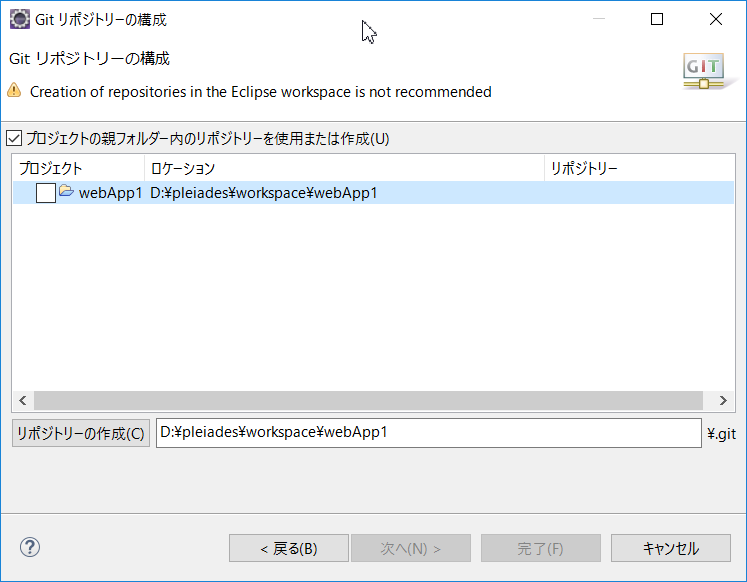 Git リポジトリーの構成
Git リポジトリーの構成
Creation of repositories in the Eclipse workspace is not recommended
GIT
プロジェクトの親フォルダー内のリポジトリーを使用または作成(U)
プロジェクト ロケーション リポジトリー
webApp1 D:¥pleiades¥workspace¥webApp1
リポジトリーの作成(C) D:¥pleiades¥workspace¥webApp1 ¥.git
? < 戻る(B) 次へ(N) > 完了(F) キャンセル